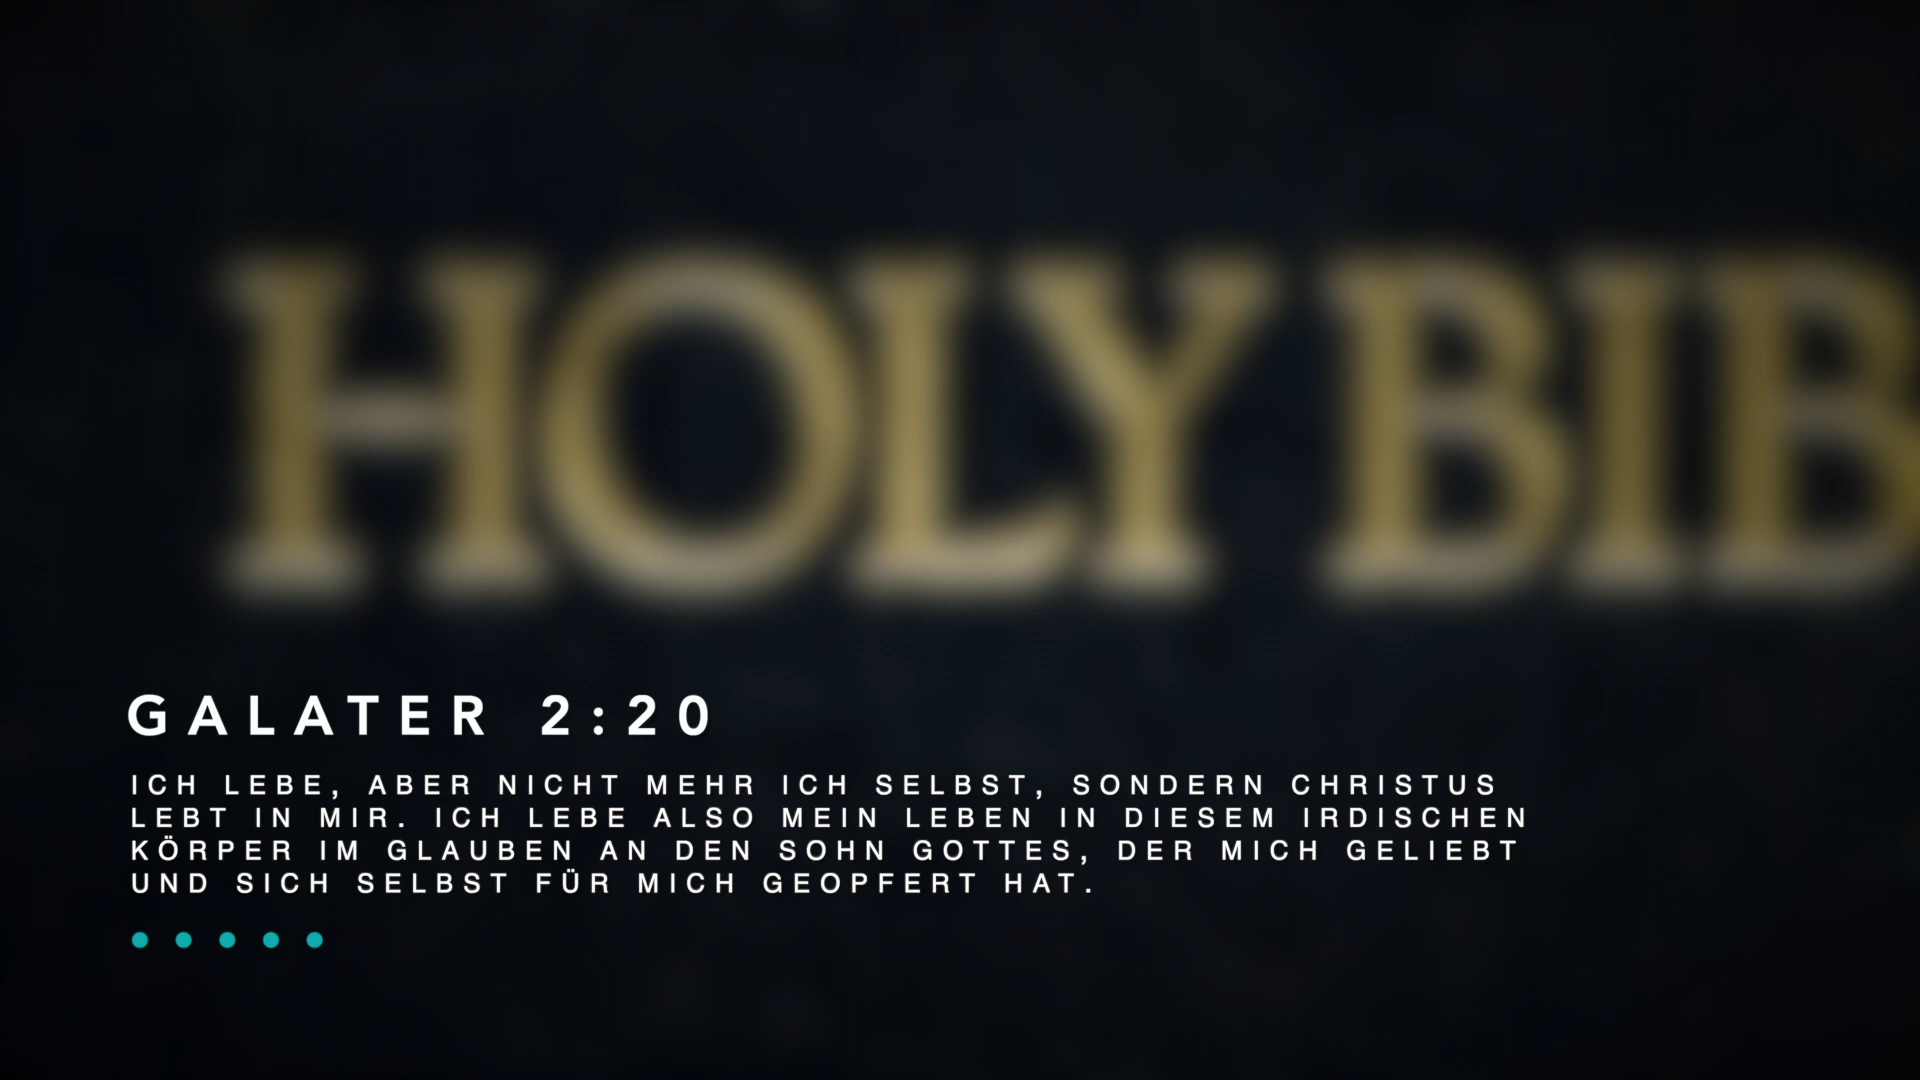 HOLY BIB
GALATER 2:20
ICH LEBE, ABER NICHT MEHR ICH SELBST, SONDERN CHRISTUS
LEBT IN MIR. ICH LEBE ALSO MEIN LEBEN IN DIESEM IRDISCHEN
KÖRPER IM GLAUBEN AN DEN SOHN GOTTES, DER MICH GELIEBT
UND SICH SELBST FÜR MICH GEOPFERT HAT.